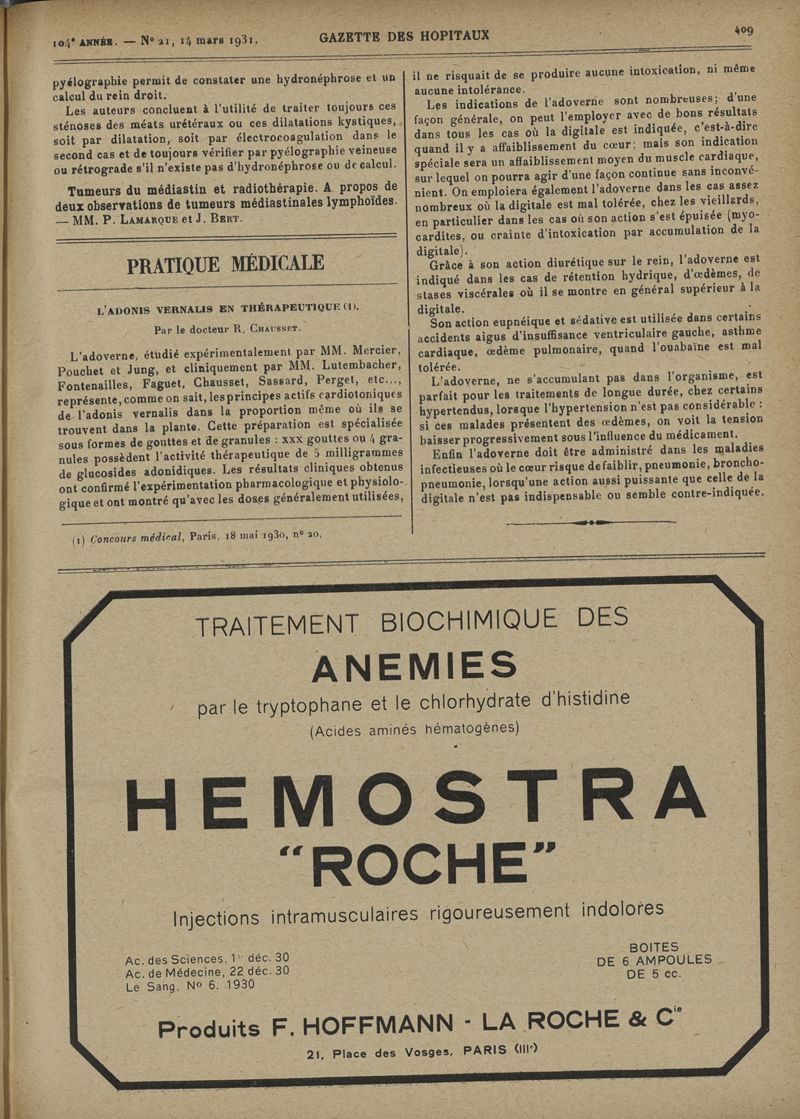 104ᵉ ANNÉE. — Nº 21, 14 mars 1931.
GAZETTE DES HOPITAUX
409
pyélographie permit de constater une hydronéphrose et un
calcul du rein droit.
Les auteurs concluent à l'utilité de traiter toujours ces
sténoses des méats urétéraux ou ces dilatations kystiques,
soit par dilatation, soit par électrocoagulation dans le
second cas et de toujours vérifier par pyélographie veineuse
ou rétrograde s'il n'existe pas d'hydronéphrose ou de calcul.
Tumeurs du médiastin et radiothérapie. A propos de
deux observations de tumeurs médiastinales lymphoïdes.
— MM. P. LAMARQUE et J. BERT.
PRATIQUE MÉDICALE
L'ADONIS VERNALIS EN THÉRAPEUTIQUE (1).
Par le docteur R. CHAUSSET.
L'adoverne, étudié expérimentalement par MM. Mercier,
Pouchet et Jung, et cliniquement par MM. Lutembacher,
Fontenailles, Faguet, Chausset, Sassard, Perget, etc...,
représente, comme on sait, les principes actifs cardiotoniques
de l'adonis vernalis dans la proportion même où ils se
trouvent dans la plante. Cette préparation est spécialisée
sous formes de gouttes et de granules : xxx gouttes ou 4 gra-
nules possèdent l'activité thérapeutique de 5 milligrammes
de glucosides adonidiques. Les résultats cliniques obtenus
ont confirmé l'expérimentation pharmacologique et physiolo-
gique et ont montré qu'avec les doses généralement utilisées,
(1) Concours médical, Paris, 18 mai 1930, nº 20.
il ne risquait de se produire aucune intoxication, ni même
aucune intolérance.
Les indications de l'adoverne sont nombreuses; d'une
façon générale, on peut l'employer avec de bons résultats
dans tous les cas où la digitale est indiquée, c'est-à-dire
quand il y a affaiblissement du cœur; mais son indication
spéciale sera un affaiblissement moyen du muscle cardiaque,
sur lequel on pourra agir d'une façon continue sans inconvé-
nient. On emploiera également l'adoverne dans les cas assez
nombreux où la digitale est mal tolérée, chez les vieillards,
en particulier dans les cas où son action s'est épuisée (myo-
cardites, ou crainte d'intoxication par accumulation de la
digitale).
Grâce à son action diurétique sur le rein, l'adoverne est
indiqué dans les cas de rétention hydrique, d'œdèmes, de
stases viscérales où il se montre en général supérieur à la
digitale.
Son action eupnéique et sédative est utilisée dans certains
accidents aigus d'insuffisance ventriculaire gauche, asthme
cardiaque, œdème pulmonaire, quand l'ouabaïne est mal
tolérée.
L'adoverne, ne s'accumulant pas dans l'organisme, est
parfait pour les traitements de longue durée, chez certains
hypertendus, lorsque l'hypertension n'est pas considérable :
si ces malades présentent des œdèmes, on voit la tension
baisser progressivement sous l'influence du médicament.
Enfin l'adoverne doit être administré dans les maladies
infectieuses où le cœur risque de faiblir, pneumonie, broncho-
pneumonie, lorsqu'une action aussi puissante que celle de la
digitale n'est pas indispensable ou semble contre-indiquée.
TRAITEMENT BIOCHIMIQUE DES
ANEMIES
par le tryptophane et le chlorhydrate d'histidine
(Acides aminés hématogènes)
HEMOSTRA
"ROCHE"
Injections intramusculaires rigoureusement indolores
Ac. des Sciences, 1ᵉʳ déc. 30
Ac. de Médecine, 22 déc. 30
Le Sang, Nº 6. 1930
BOITES
DE 6 AMPOULES
DE 5 cc.
Produits F. HOFFMANN - LA ROCHE & Cⁱᵉ
21, Place des Vosges, PARIS (IIIᵉ)